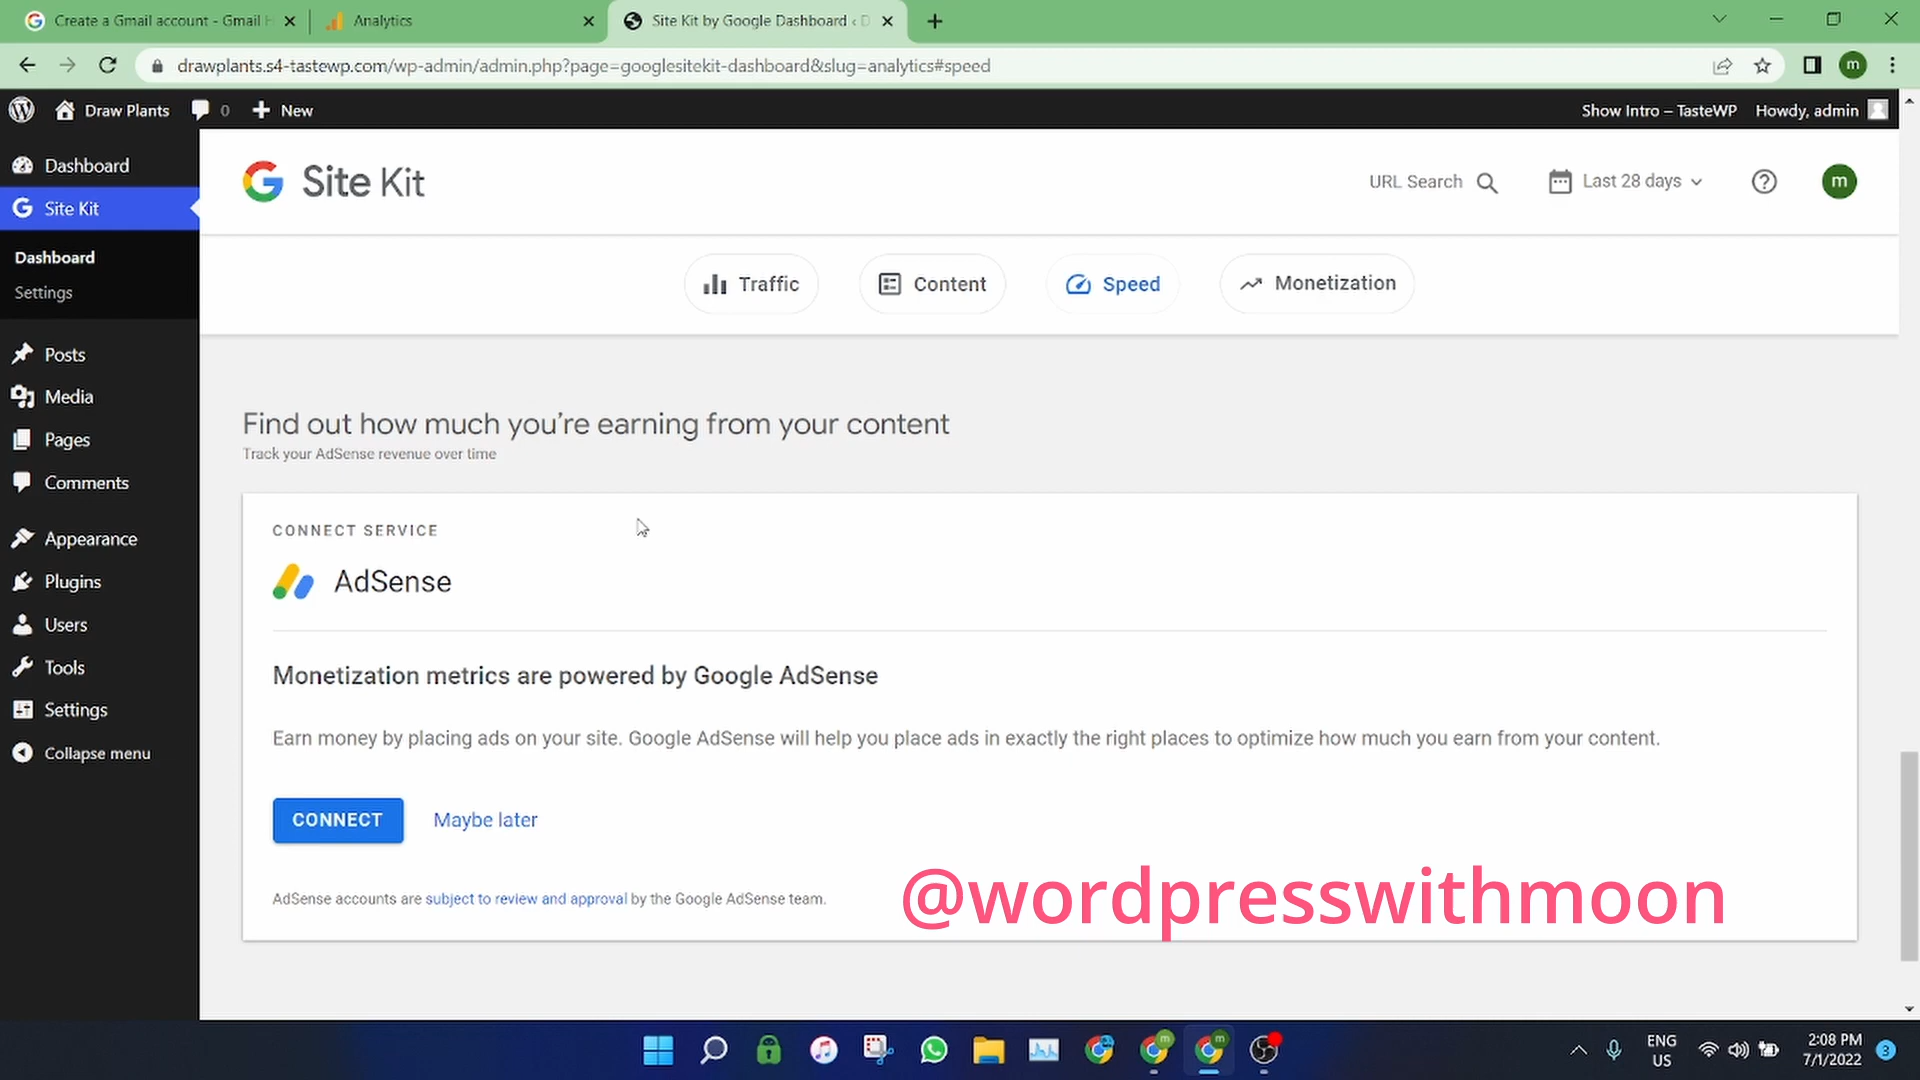 Create a Gmail account - Gmail H
Analytics
Site Kit by Google Dashboard ‹ D
drawplants.s4-tastewp.com/wp-admin/admin.php?page=googlesitekit-dashboard&slug=analytics#speed
m
Draw Plants
0
New
Show Intro – TasteWP
Howdy, admin
Dashboard
Site Kit
Dashboard
Settings
Posts
Media
Pages
Comments
Appearance
Plugins
Users
Tools
Settings
Collapse menu
Site Kit
URL Search
Last 28 days
m
Traffic
Content
Speed
Monetization
Find out how much you’re earning from your content
Track your AdSense revenue over time
CONNECT SERVICE
AdSense
Monetization metrics are powered by Google AdSense
Earn money by placing ads on your site. Google AdSense will help you place ads in exactly the right places to optimize how much you earn from your content.
CONNECT
Maybe later
AdSense accounts are subject to review and approval by the Google AdSense team.
@wordpresswithmoon
m
m
ENG
US
2:08 PM
7/1/2022
3